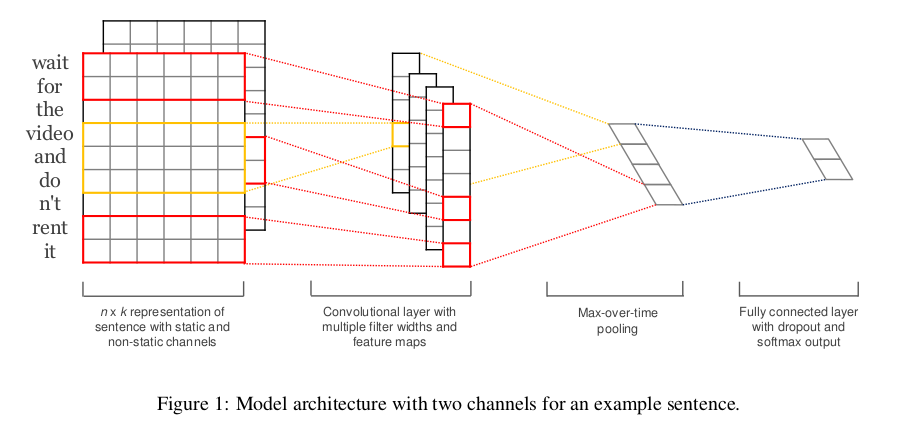 wait
for
the
video
and
do
n't
rent
it
n x k representation of
sentence with static and
non-static channels
Convolutional layer with
multiple filter widths and
feature maps
Max-over-time
pooling
Fully connected layer
with dropout and
softmax output
Figure 1: Model architecture with two channels for an example sentence.